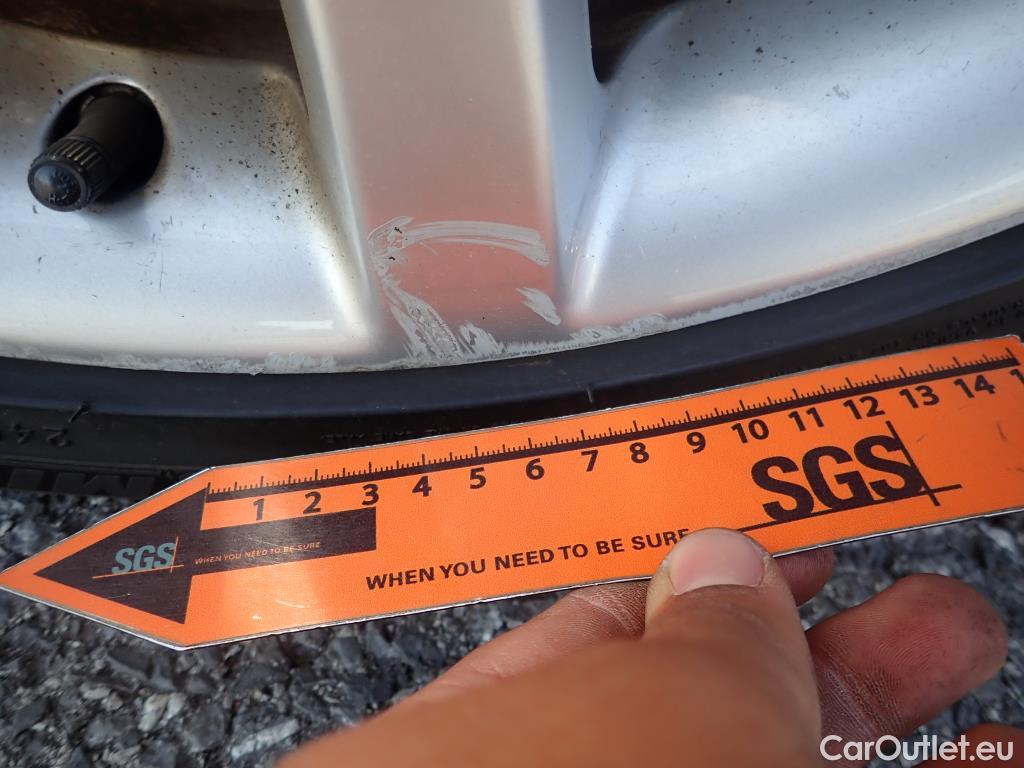 1 2 3 4 5 6 7 8 9 10 11 12 13 14
SGS
SGS
WHEN YOU NEED TO BE SURE
WHEN YOU NEED TO BE SURE
CarOutlet.eu